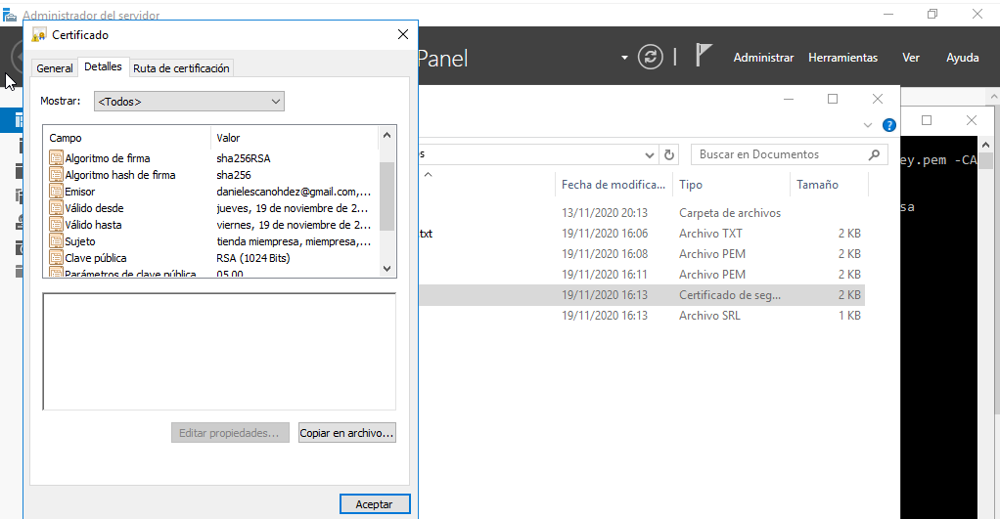 Administrador del servidor
Certificado
Panel
Administrar Herramientas Ver Ayuda
General Detalles Ruta de certificación
Mostrar: <Todos>
Campo Valor
Algoritmo de firma sha256RSA
Algoritmo hash de firma sha256
Emisor danielescanohdez@gmail.com,...
Válido desde jueves, 19 de noviembre de 2...
Válido hasta viernes, 19 de noviembre de 2...
Sujeto tienda miempresa, miempresa,...
Clave pública RSA (1024 Bits)
Parámetros de clave pública 05 00
Editar propiedades... Copiar en archivo...
Aceptar
s
Buscar en Documentos
Fecha de modifica... Tipo Tamaño
13/11/2020 20:13 Carpeta de archivos
txt 19/11/2020 16:06 Archivo TXT 2 KB
19/11/2020 16:08 Archivo PEM 2 KB
19/11/2020 16:11 Archivo PEM 2 KB
19/11/2020 16:13 Certificado de seg... 2 KB
19/11/2020 16:13 Archivo SRL 1 KB
ey.pem -CA
sa